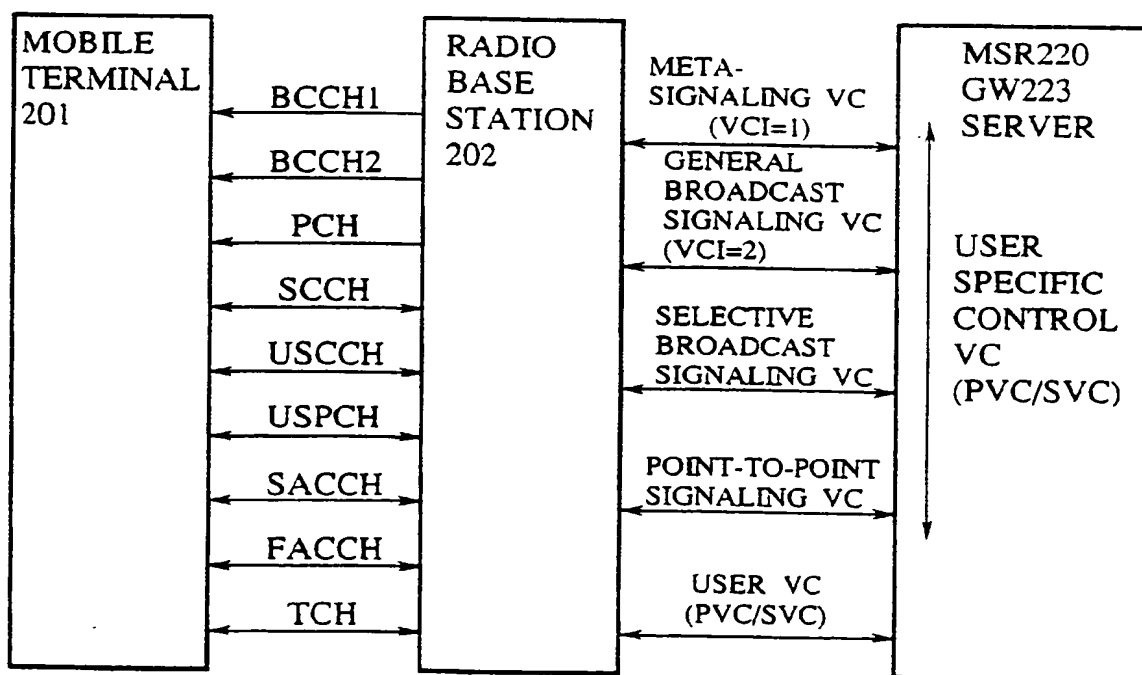 MOBILE
TERMINAL
201
BCCH1
BCCH2
PCH
SCCH
USCCH
USPCH
SACCH
FACCH
TCH
RADIO
BASE
STATION
202
META-
SIGNALING VC
(VCI=1)
GENERAL
BROADCAST
SIGNALING VC
(VCI=2)
SELECTIVE
BROADCAST
SIGNALING VC
POINT-TO-POINT
SIGNALING VC
USER VC
(PVC/SVC)
MSR220
GW223
SERVER
USER
SPECIFIC
CONTROL
VC
(PVC/SVC)